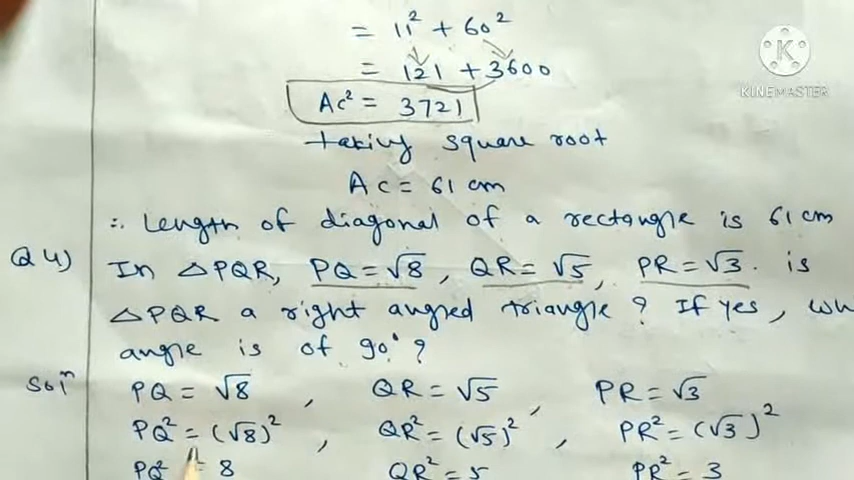 = 11² + 60²
= 121 + 3600
AC² = 3721
KINEMASTER
taking square root
AC = 61 cm
∴ Length of diagonal of a rectangle is 61 cm
Q4) In △PQR, PQ = √8, QR = √5, PR = √3. is
△PQR a right angled triangle? If yes,
angle is of 90°?
Solⁿ PQ = √8, QR = √5, PR = √3
PQ² = (√8)², QR² = (√5)², PR² = (√3)²
PQ² = 8 QR² = 5 PR² = 3